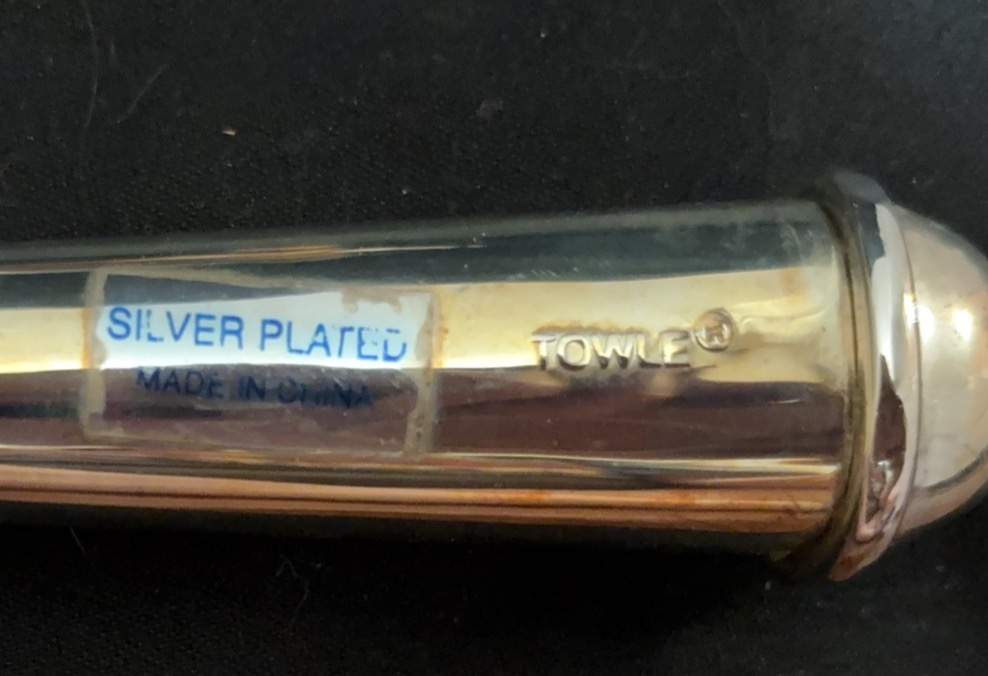 SILVER PLATED
MADE IN CHINA
TOWLE®